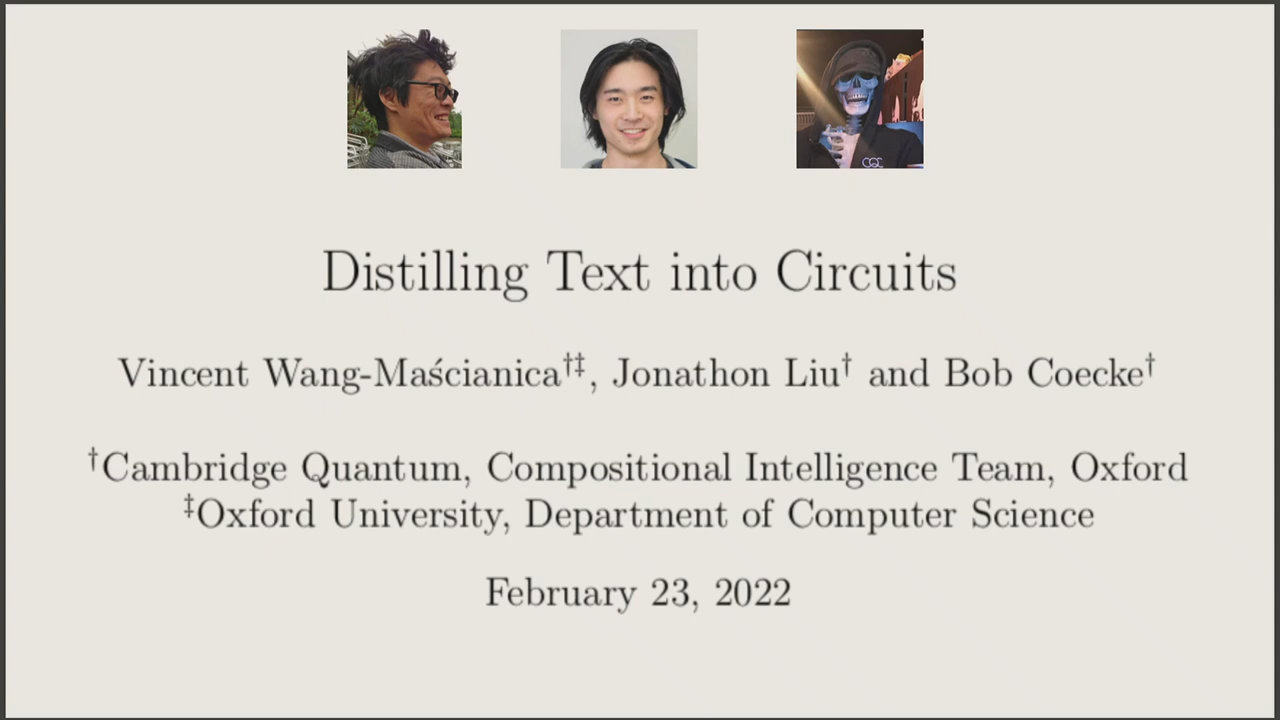 CQC
Distilling Text into Circuits
Vincent Wang-Maścianica†‡, Jonathon Liu† and Bob Coecke†
†Cambridge Quantum, Compositional Intelligence Team, Oxford
‡Oxford University, Department of Computer Science
February 23, 2022